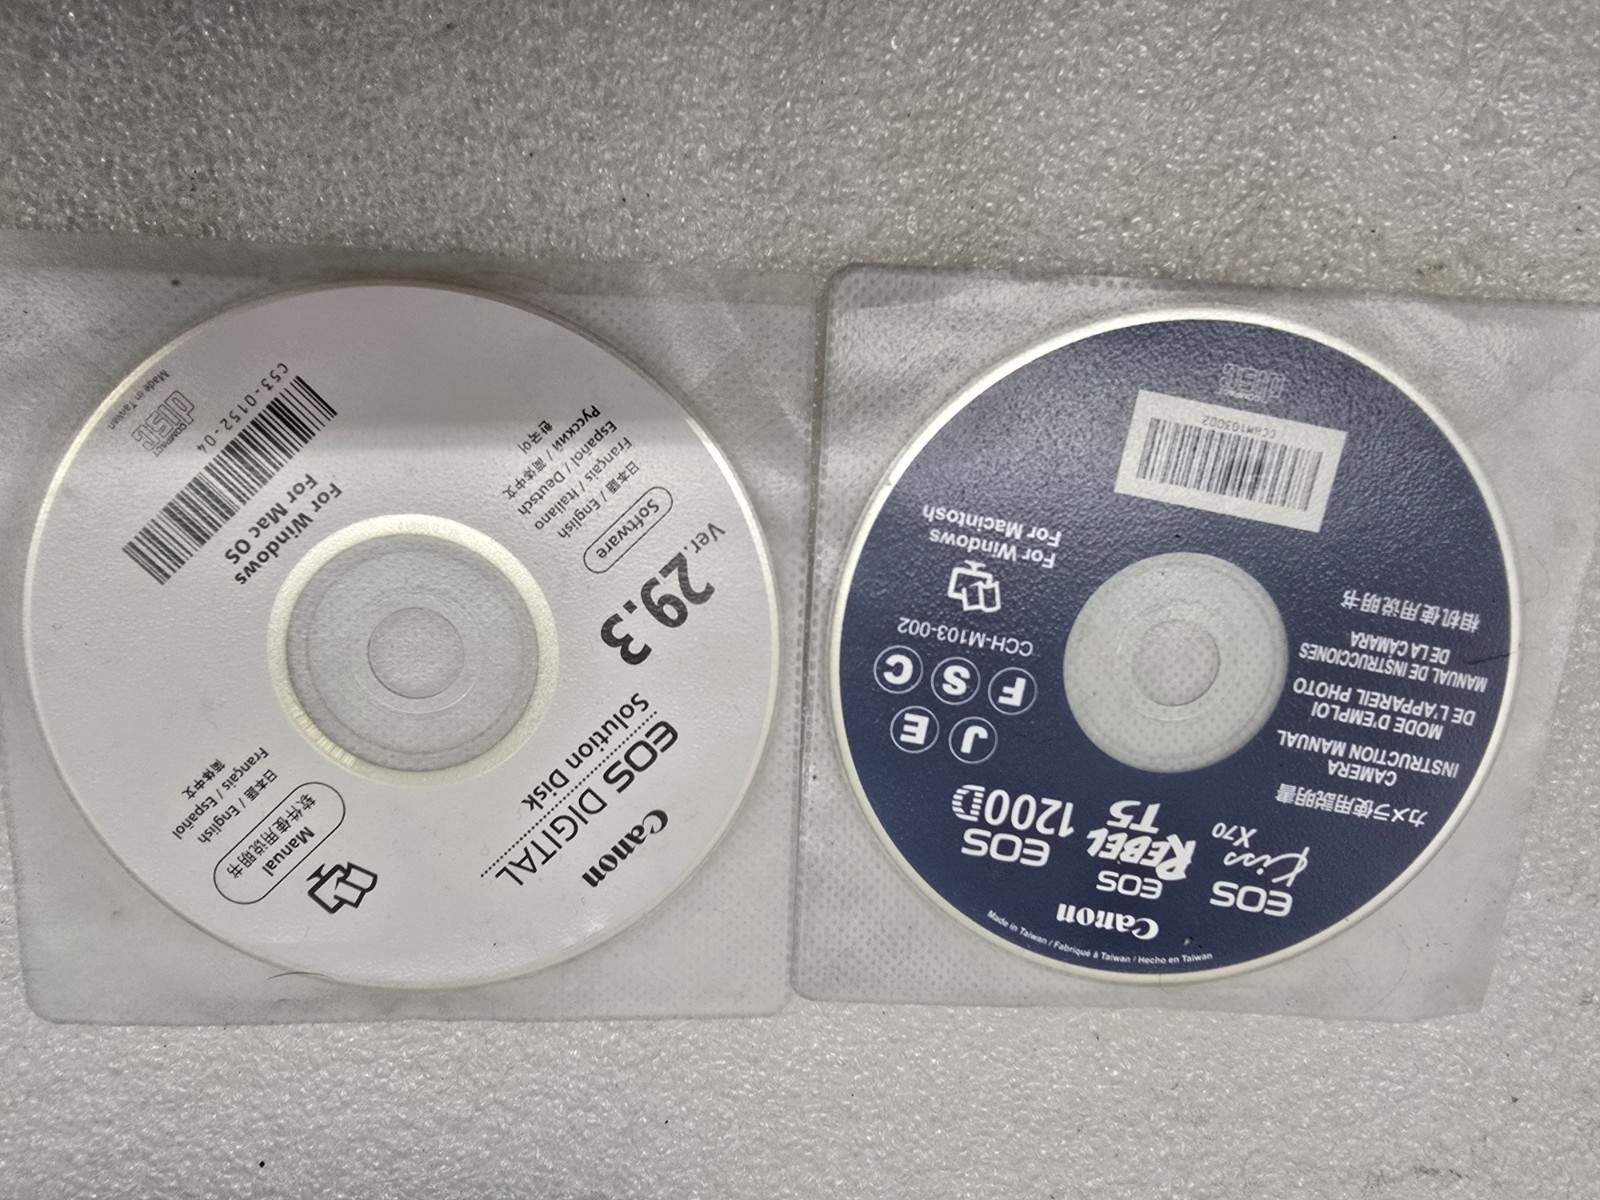 Canon
EOS DIGITAL
Solution Disk
Ver. 29.3
Software
日本語 / English
Français / Italiano
Español / Deutsch
Русский / 简体中文
한국어
Manual
软件使用说明书
日本語 / English
Français / Español
简体中文
For Windows
For Mac OS
C53-0152-04
COMPACT
disc
Made in Taiwan
Made in Taiwan / Fabriqué à Taiwan / Hecho en Taiwan
Canon
EOS Kiss X70
EOS REBEL T5
EOS 1200D
カメラ使用説明書
CAMERA
INSTRUCTION MANUAL
MODE D'EMPLOI
DE L'APPAREIL PHOTO
MANUAL DE INSTRUCCIONES
DE LA CÁMARA
相机使用说明书
J E
F S C
CCH-M103-002
For Windows
For Macintosh
CCHM103002
COMPACT
disc